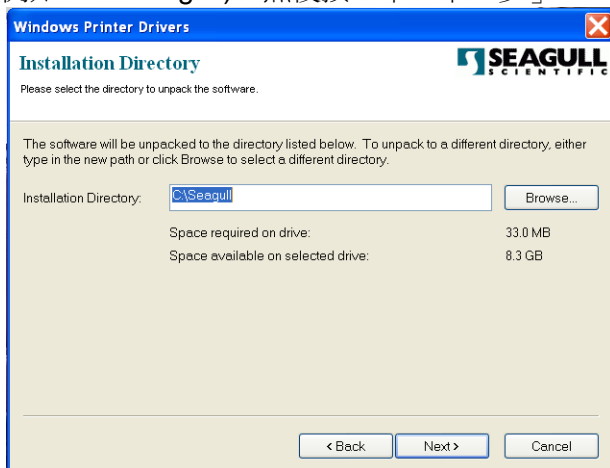 Windows Printer Drivers
Installation Directory
SEAGULL
SCIENTIFIC
Please select the directory to unpack the software.
The software will be unpacked to the directory listed below. To unpack to a different directory, either
type in the new path or click Browse to select a different directory.
Installation Directory: C:\Seagull Browse...
Space required on drive: 33.0 MB
Space available on selected drive: 8.3 GB
< Back Next > Cancel